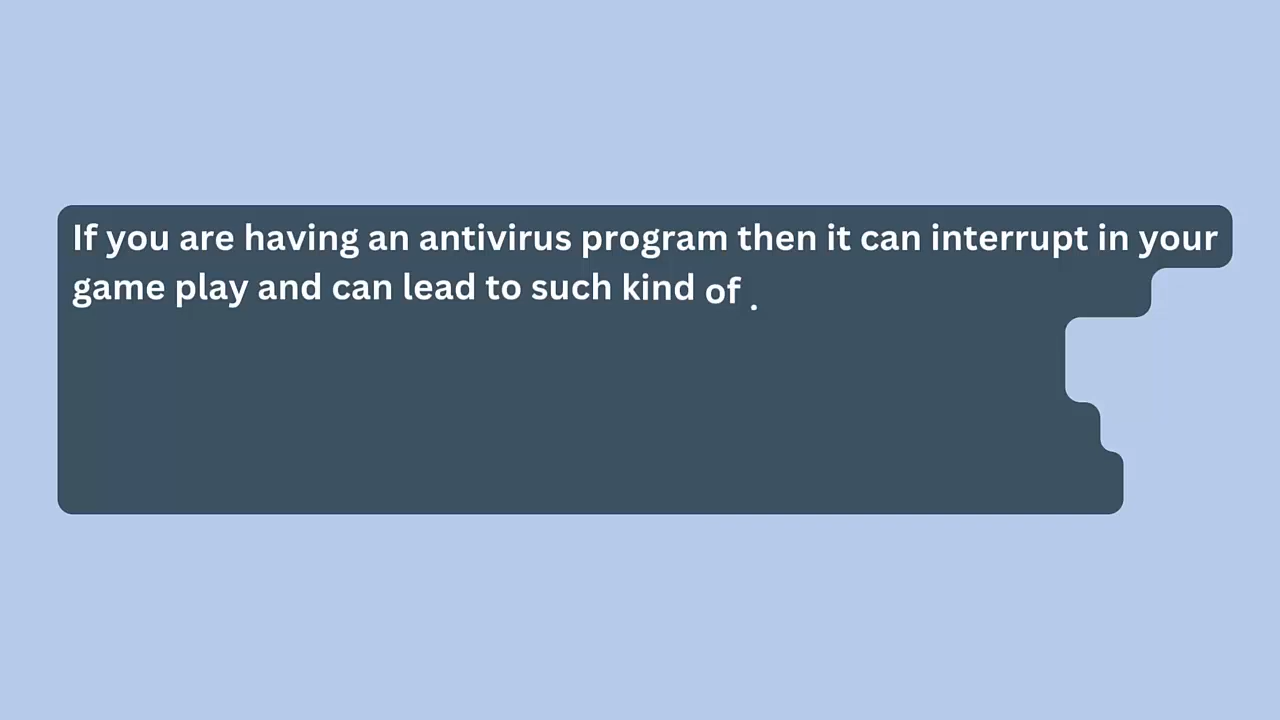 If you are having an antivirus program then it can interrupt in your
game play and can lead to such kind of .